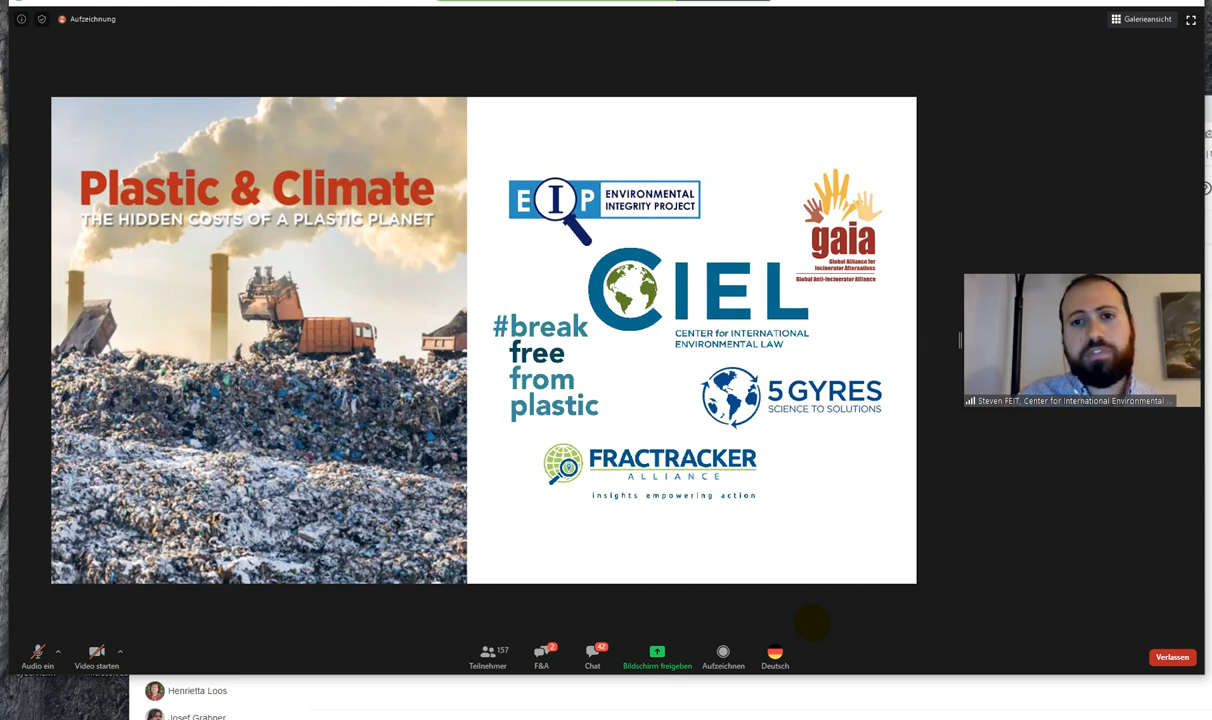 Aufzeichnung
Galerieansicht
Plastic & Climate
THE HIDDEN COSTS OF A PLASTIC PLANET
EIP ENVIRONMENTAL
INTEGRITY PROJECT
gaia
Global Alliance for
Incinerator Alternatives
Global Anti-Incinerator Alliance
CIEL
CENTER for INTERNATIONAL
ENVIRONMENTAL LAW
#break
free
from
plastic
5 GYRES
SCIENCE TO SOLUTIONS
FRACTRACKER
ALLIANCE
insights empowering action
Steven FEIT, Center for International Environmental ...
157
2
42
Audio ein
Video starten
Teilnehmer
F&A
Chat
Bildschirm freigeben
Aufzeichnen
Deutsch
Verlassen
Henrietta Loos
Josef Grabner